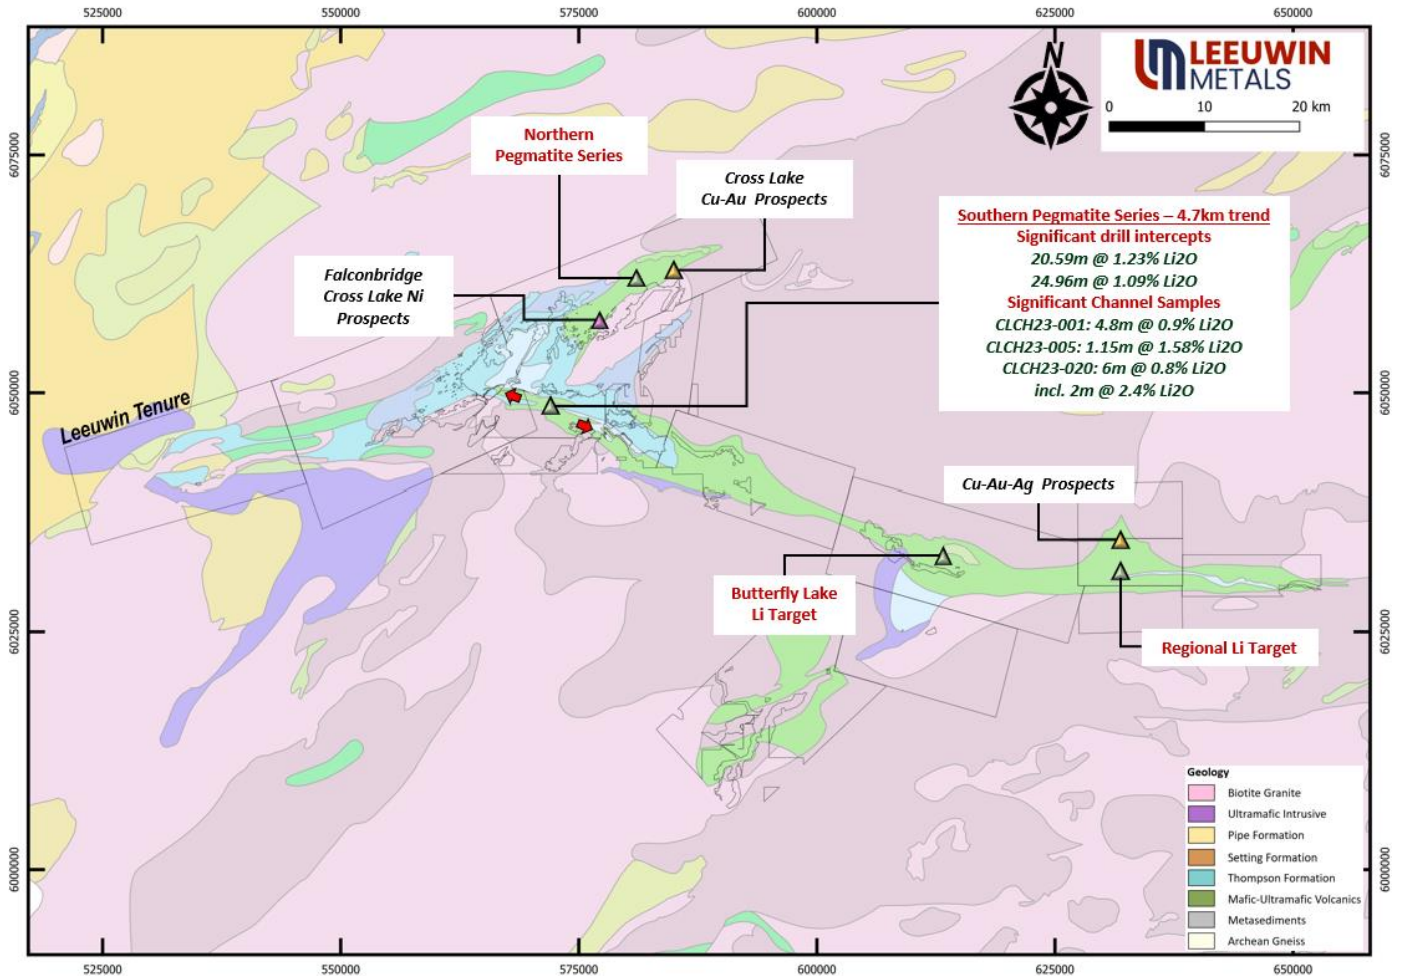 525000 550000 575000 600000 625000 650000
N
LEEUWIN
METALS
0 10 20 km
6075000 6075000
Northern
Pegmatite Series
Cross Lake
Cu-Au Prospects
Southern Pegmatite Series – 4.7km trend
Significant drill intercepts
20.59m @ 1.23% Li2O
24.96m @ 1.09% Li2O
Significant Channel Samples
CLCH23-001: 4.8m @ 0.9% Li2O
CLCH23-005: 1.15m @ 1.58% Li2O
CLCH23-020: 6m @ 0.8% Li2O
incl. 2m @ 2.4% Li2O
Falconbridge
Cross Lake Ni
Prospects
6050000 6050000
Leeuwin Tenure
Cu-Au-Ag Prospects
Butterfly Lake
Li Target
6025000 6025000
Regional Li Target
Geology
Biotite Granite
Ultramafic Intrusive
Pipe Formation
Setting Formation
Thompson Formation
Mafic-Ultramafic Volcanics
Metasediments
Archean Gneiss
6000000 6000000
525000 550000 575000 600000 625000 650000